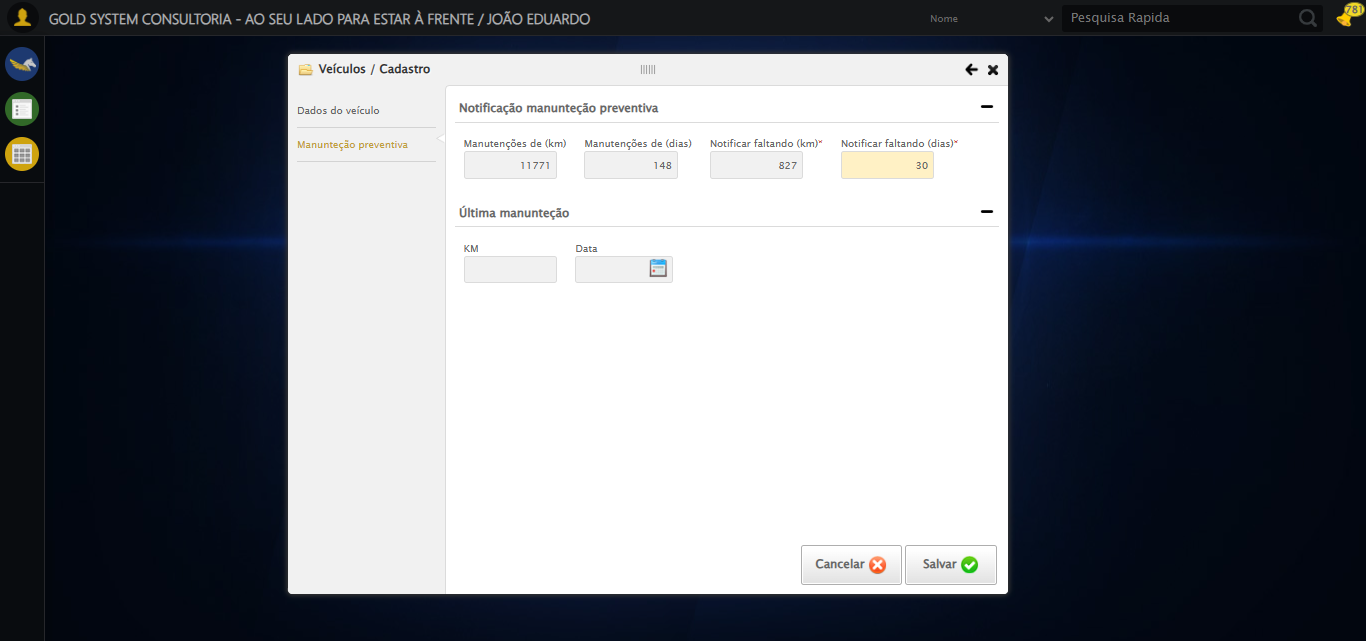 GOLD SYSTEM CONSULTORIA - AO SEU LADO PARA ESTAR À FRENTE / JOÃO EDUARDO
Nome
Pesquisa Rapida
781
Veículos / Cadastro
Dados do veículo
Manunteção preventiva
Notificação manunteção preventiva
Manutenções de (km) Manutenções de (dias) Notificar faltando (km)* Notificar faltando (dias)*
11771 148 827 30
Última manunteção
KM Data
Cancelar Salvar